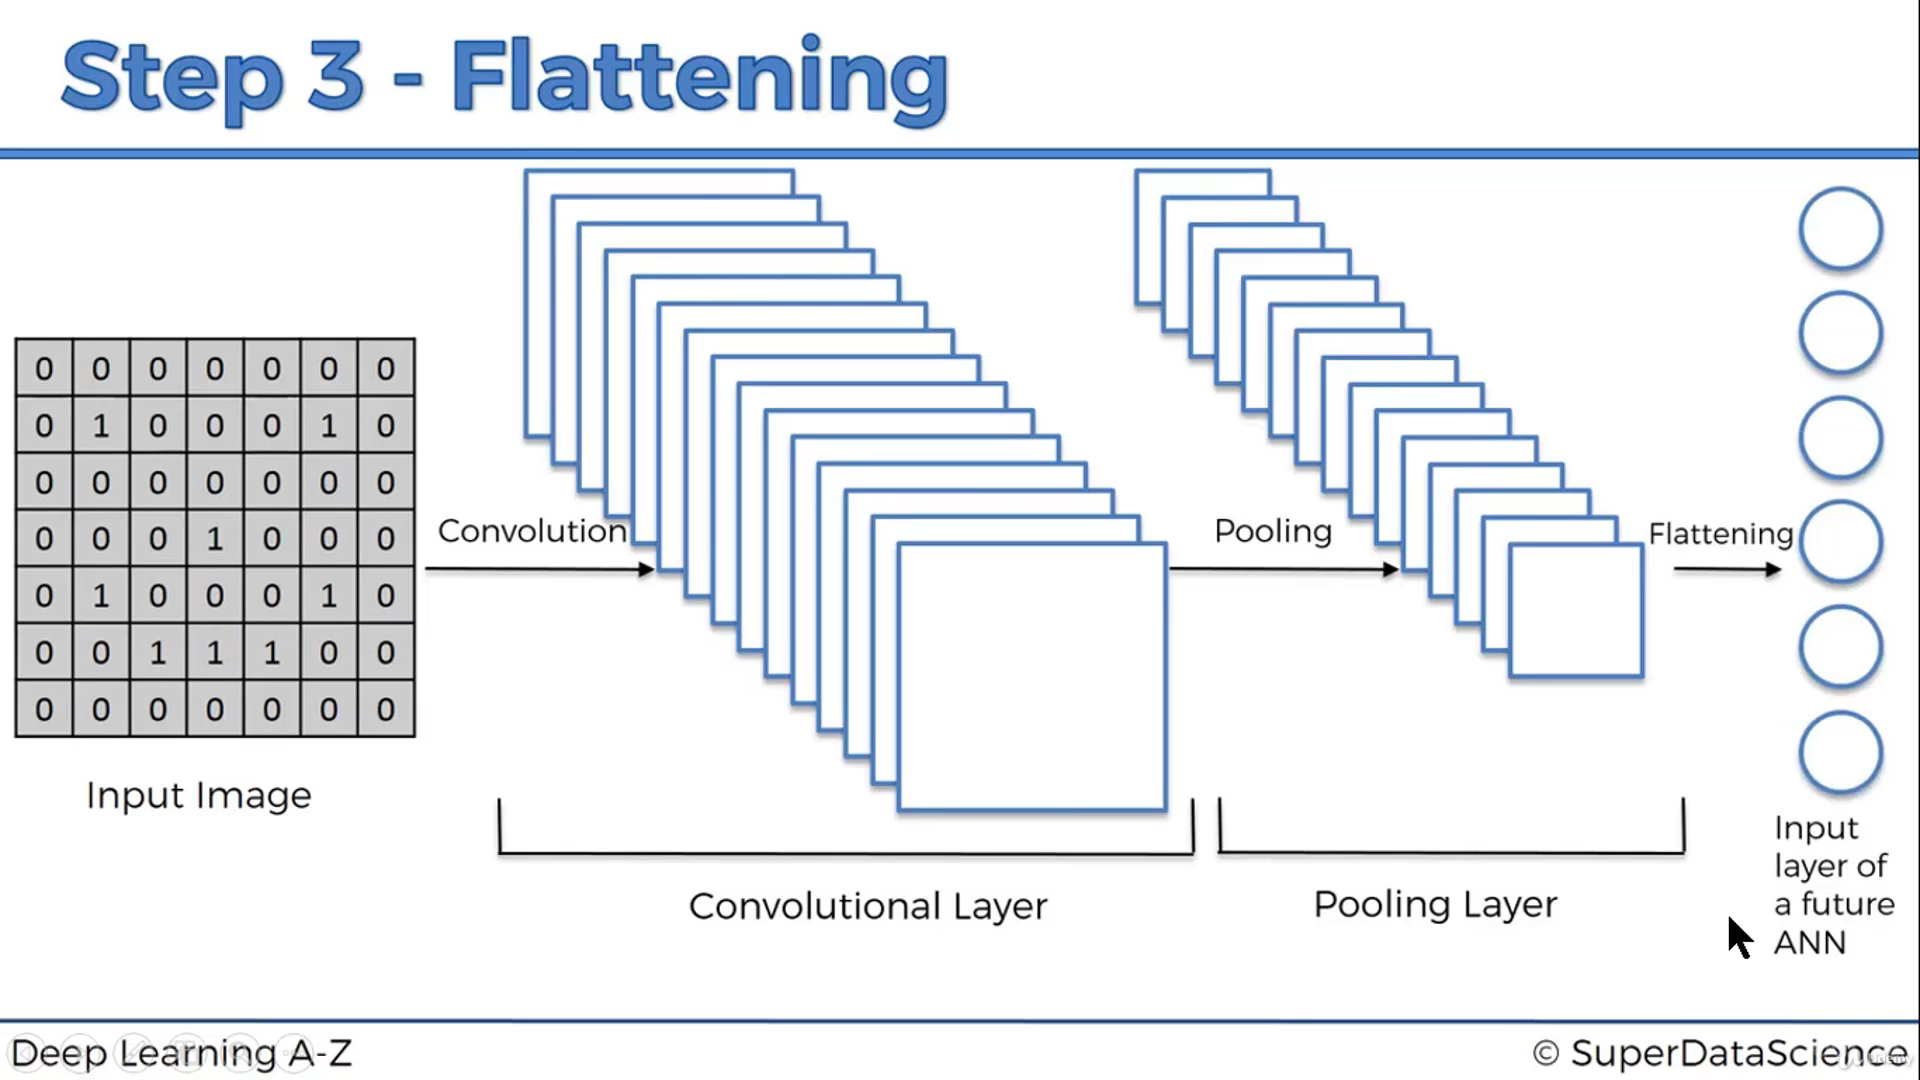 Step 3 - Flattening
0 0 0 0 0 0 0
0 1 0 0 0 1 0
0 0 0 0 0 0 0
0 0 0 1 0 0 0
0 1 0 0 0 1 0
0 0 1 1 1 0 0
0 0 0 0 0 0 0
Input Image
Convolution
Convolutional Layer
Pooling
Pooling Layer
Flattening
Input
layer of
a future
ANN
Deep Learning A-Z
© SuperDataScience